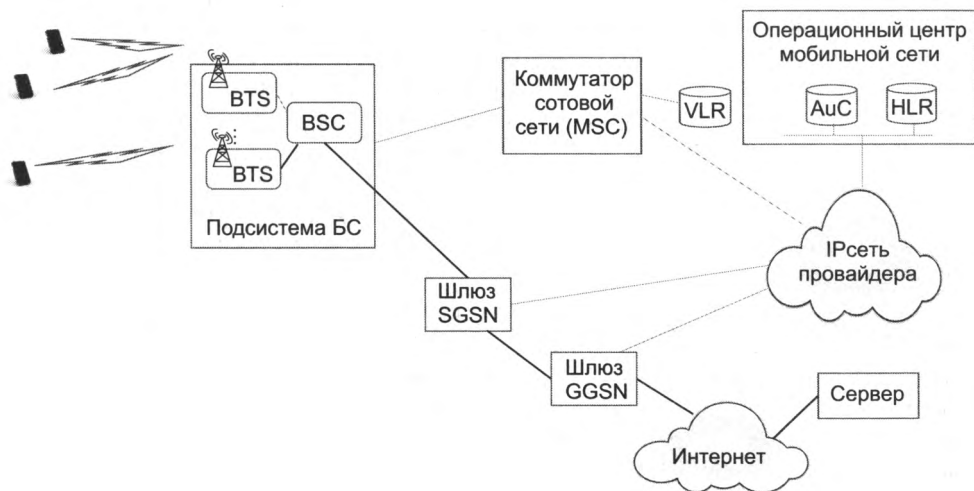 Операционный центр
мобильной сети
AuC
HLR
Коммутатор
сотовой
сети (MSC)
VLR
BTS
BSC
BTS
Подсистема БС
IPсеть
провайдера
Шлюз
SGSN
Шлюз
GGSN
Сервер
Интернет